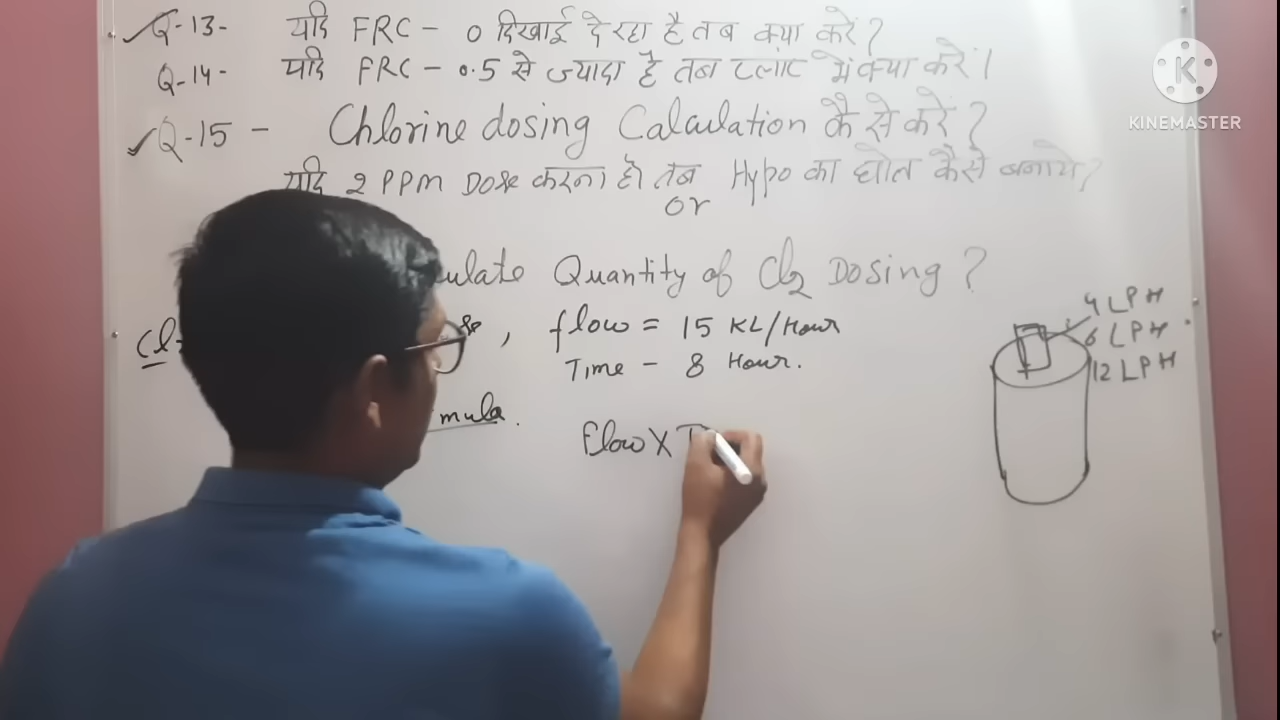 Q-13- यदि FRC - 0 दिखाई दे रहा है तब क्या करें?
Q-14- यदि FRC - 0.5 से ज्यादा है तब प्लांट में क्या करें।
Q-15 - Chlorine dosing Calculation कैसे करें?
यदि 2 PPM Dose करना हो तब Hypo का घोल कैसे बनाये?
or
Quantity of Cl2 Dosing?
flow = 15 KL/Hour
Time - 8 Hour.
Flow X
4 LPH
6 LPH
12 LPH
KINEMASTER